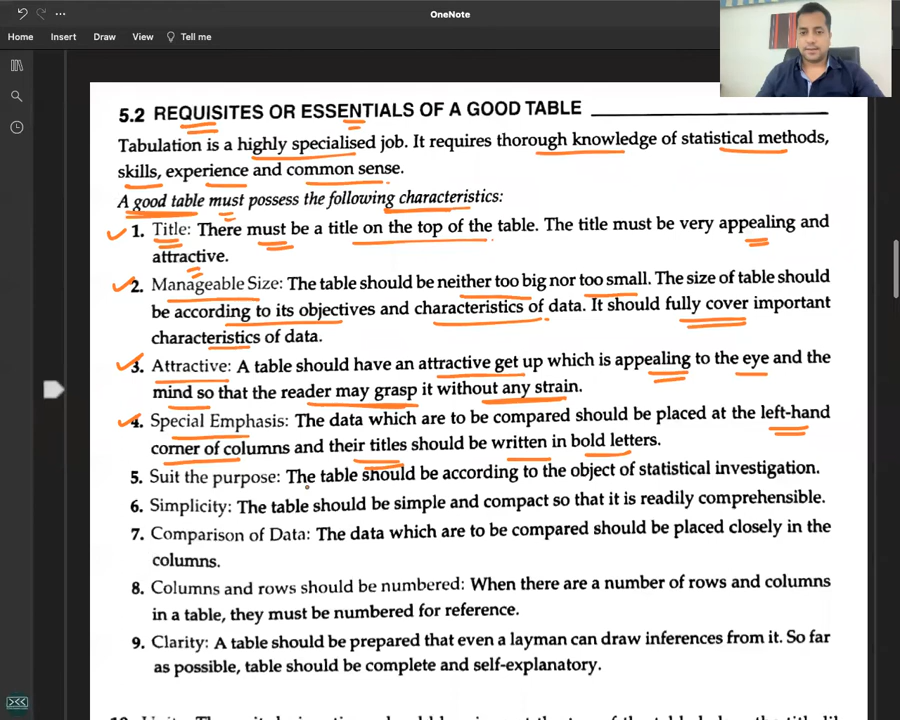 OneNote
Home Insert Draw View Tell me
5.2 REQUISITES OR ESSENTIALS OF A GOOD TABLE
Tabulation is a highly specialised job. It requires thorough knowledge of statistical methods,
skills, experience and common sense.
A good table must possess the following characteristics:
1. Title: There must be a title on the top of the table. The title must be very appealing and
attractive.
2. Manageable Size: The table should be neither too big nor too small. The size of table should
be according to its objectives and characteristics of data. It should fully cover important
characteristics of data.
3. Attractive: A table should have an attractive get up which is appealing to the eye and the
mind so that the reader may grasp it without any strain.
4. Special Emphasis: The data which are to be compared should be placed at the left-hand
corner of columns and their titles should be written in bold letters.
5. Suit the purpose: The table should be according to the object of statistical investigation.
6. Simplicity: The table should be simple and compact so that it is readily comprehensible.
7. Comparison of Data: The data which are to be compared should be placed closely in the
columns.
8. Columns and rows should be numbered: When there are a number of rows and columns
in a table, they must be numbered for reference.
9. Clarity: A table should be prepared that even a layman can draw inferences from it. So far
as possible, table should be complete and self-explanatory.